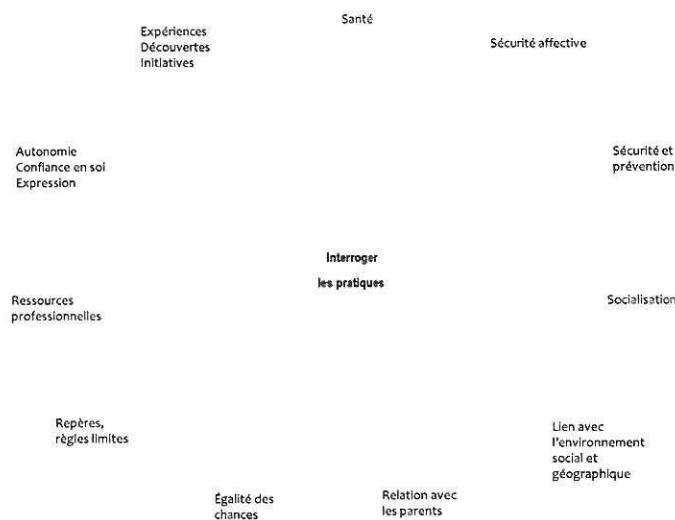 Santé
Expériences
Découvertes
Initiatives
Sécurité affective
Autonomie
Confiance en soi
Expression
Sécurité et
prévention
Interroger
les pratiques
Ressources
professionnelles
Socialisation
Repères,
règles limites
Lien avec
l'environnement
social et
géographique
Égalité des
chances
Relation avec
les parents